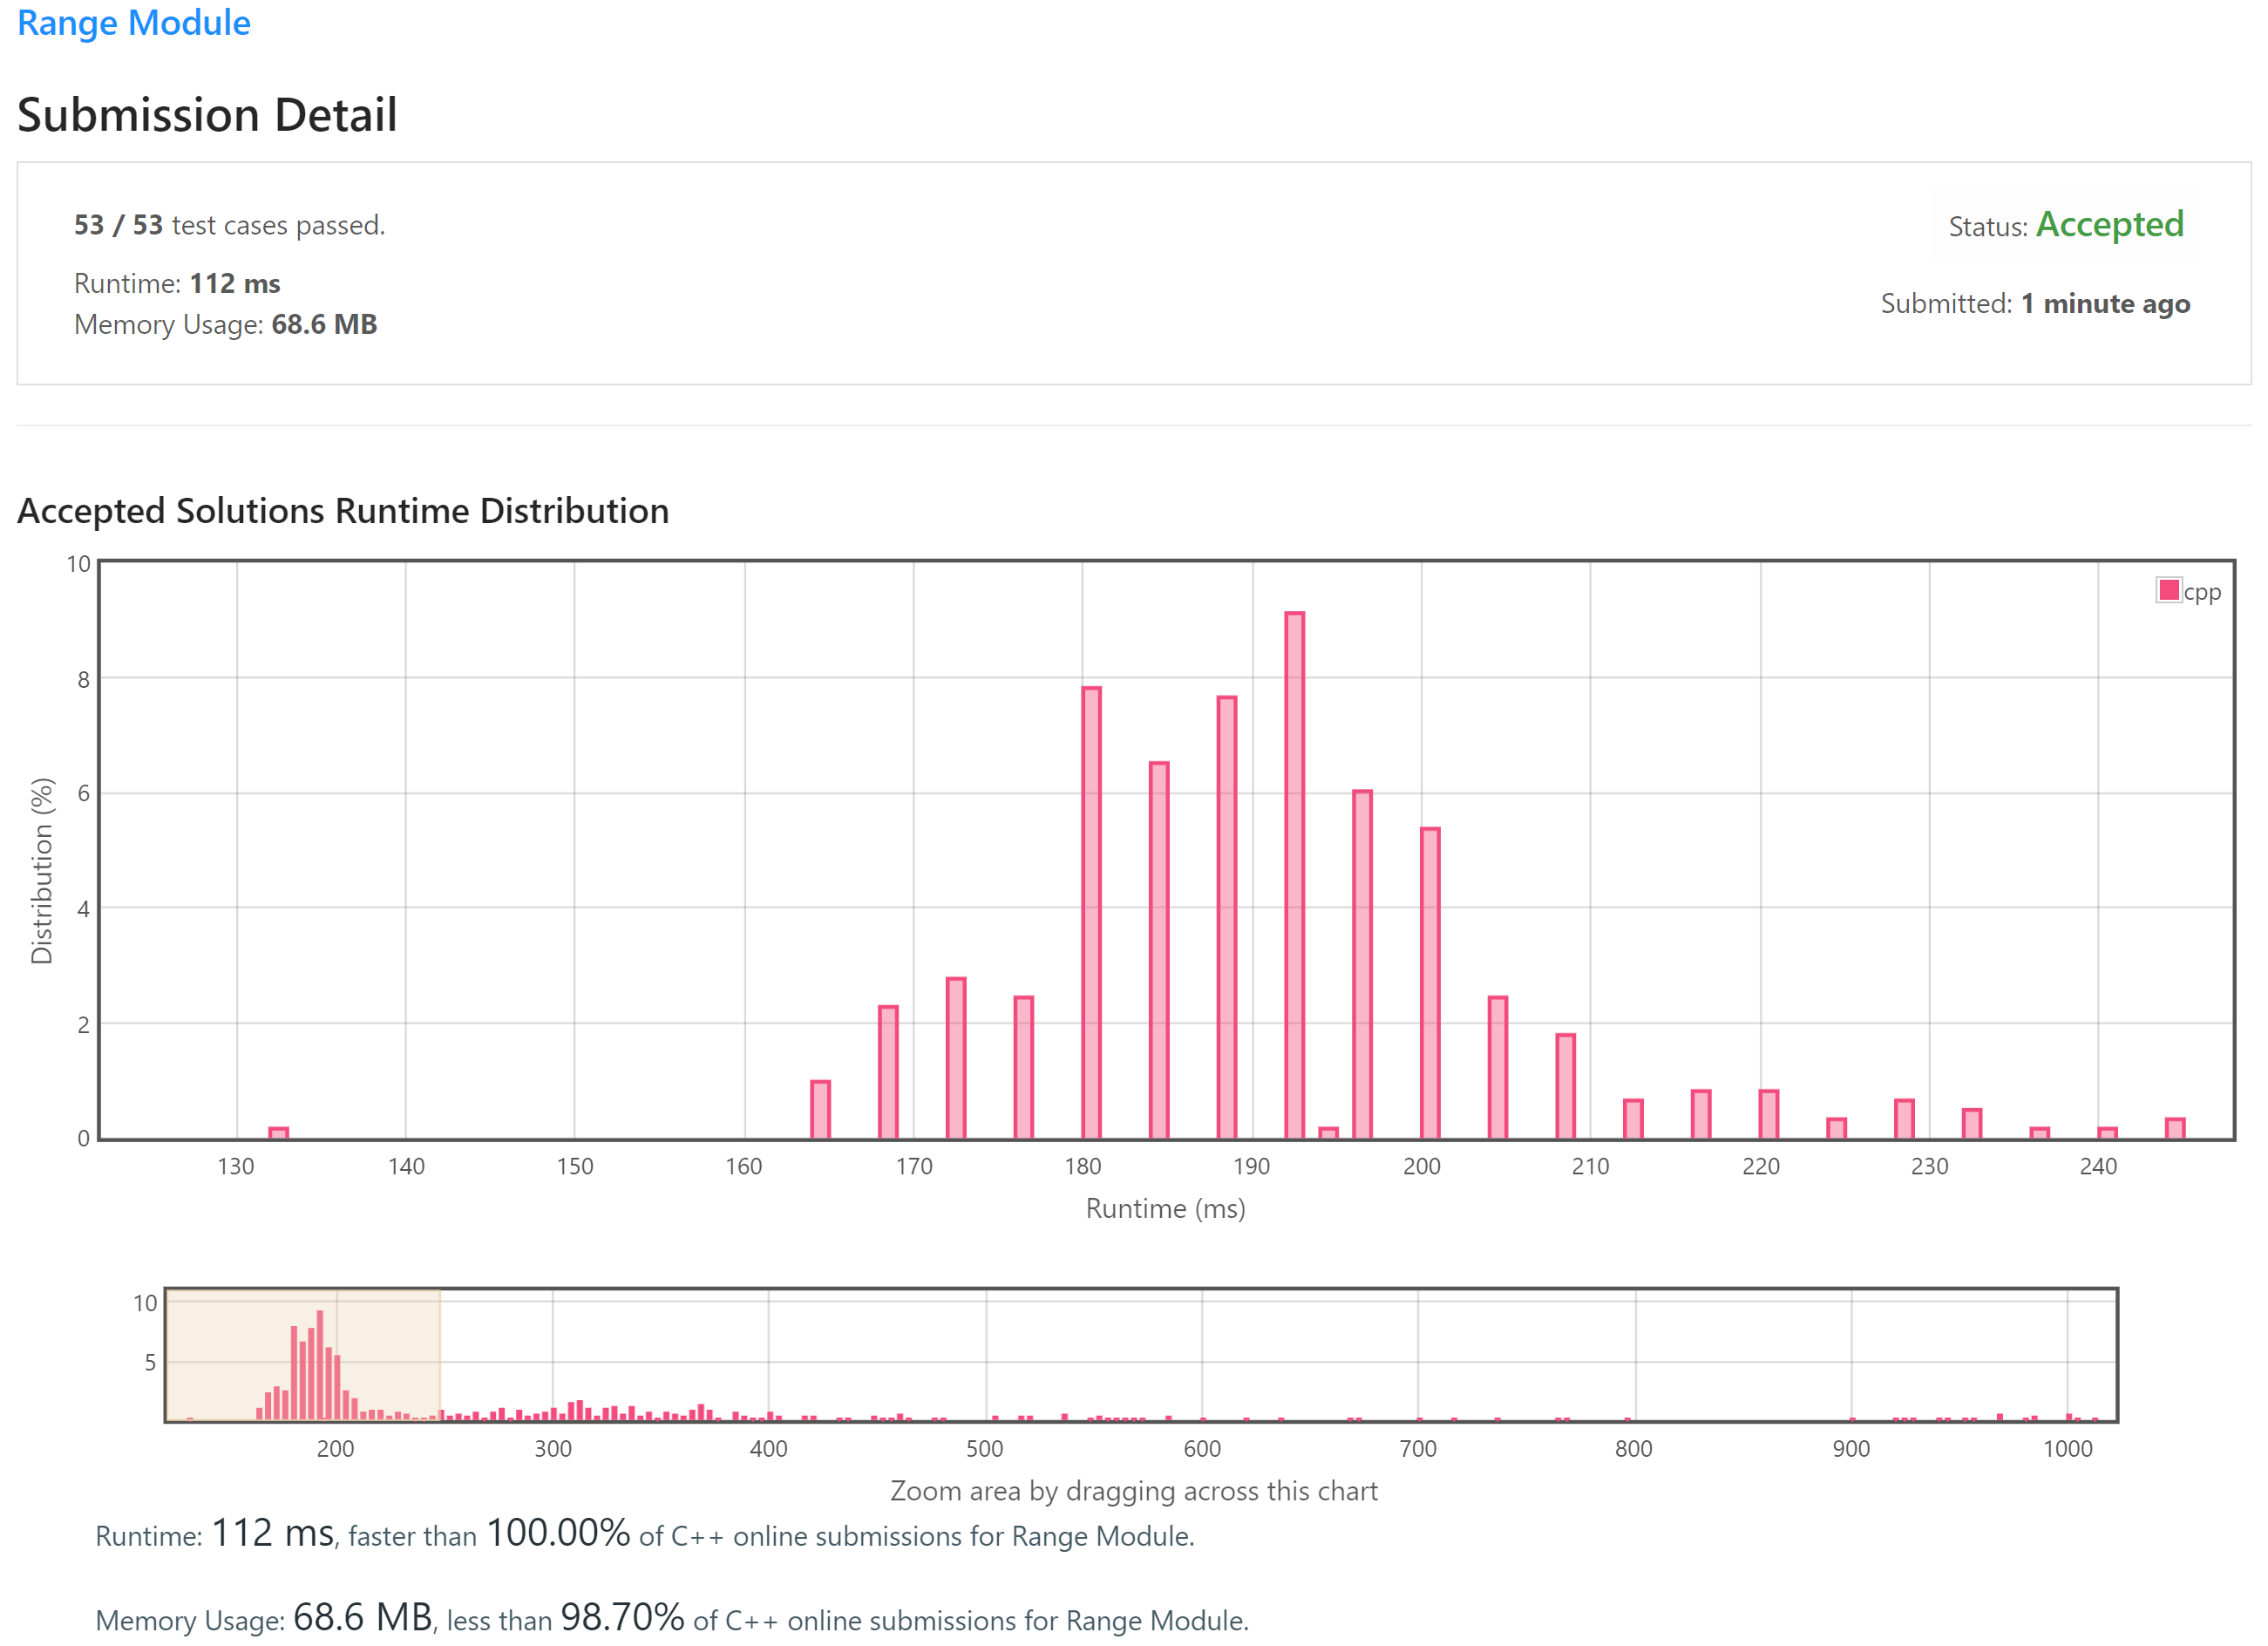 Range Module
Submission Detail
53 / 53 test cases passed.
Status: Accepted
Runtime: 112 ms
Submitted: 1 minute ago
Memory Usage: 68.6 MB
Accepted Solutions Runtime Distribution
10
cpp
8
6
4
2
0
Distribution (%)
130 140 150 160 170 180 190 200 210 220 230 240
Runtime (ms)
10
5
200 300 400 500 600 700 800 900 1000
Zoom area by dragging across this chart
Runtime: 112 ms, faster than 100.00% of C++ online submissions for Range Module.
Memory Usage: 68.6 MB, less than 98.70% of C++ online submissions for Range Module.